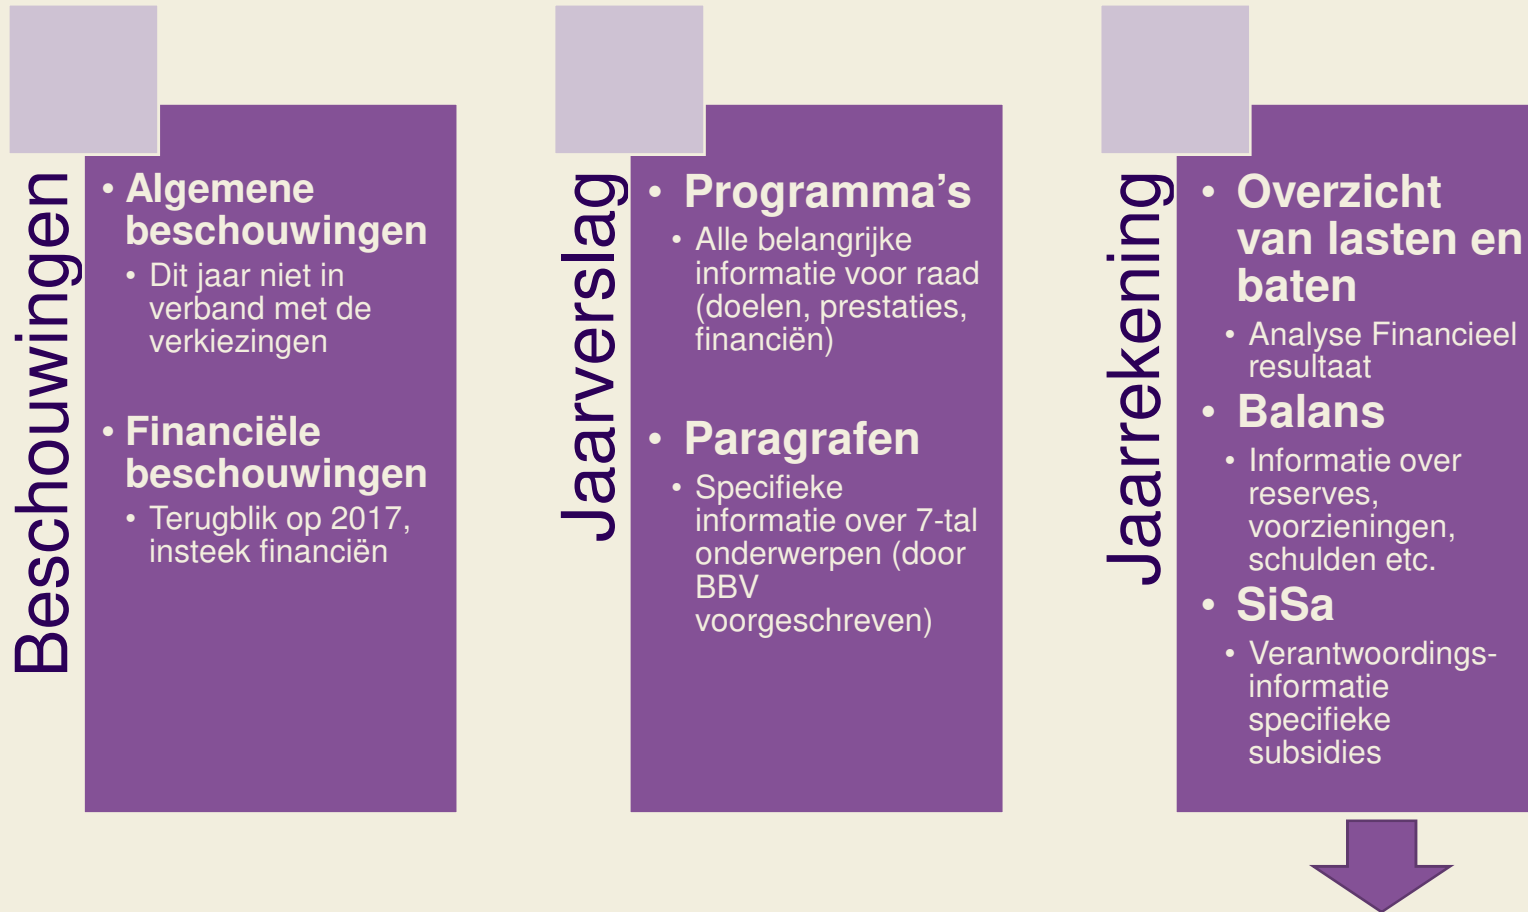 Beschouwingen
• Algemene
beschouwingen
• Dit jaar niet in
verband met de
verkiezingen
• Financiële
beschouwingen
• Terugblik op 2017,
insteek financiën
Jaarverslag
• Programma’s
• Alle belangrijke
informatie voor raad
(doelen, prestaties,
financiën)
• Paragrafen
• Specifieke
informatie over 7-tal
onderwerpen (door
BBV
voorgeschreven)
Jaarrekening
• Overzicht
van lasten en
baten
• Analyse Financieel
resultaat
• Balans
• Informatie over
reserves,
voorzieningen,
schulden etc.
• SiSa
• Verantwoordings-
informatie
specifieke
subsidies